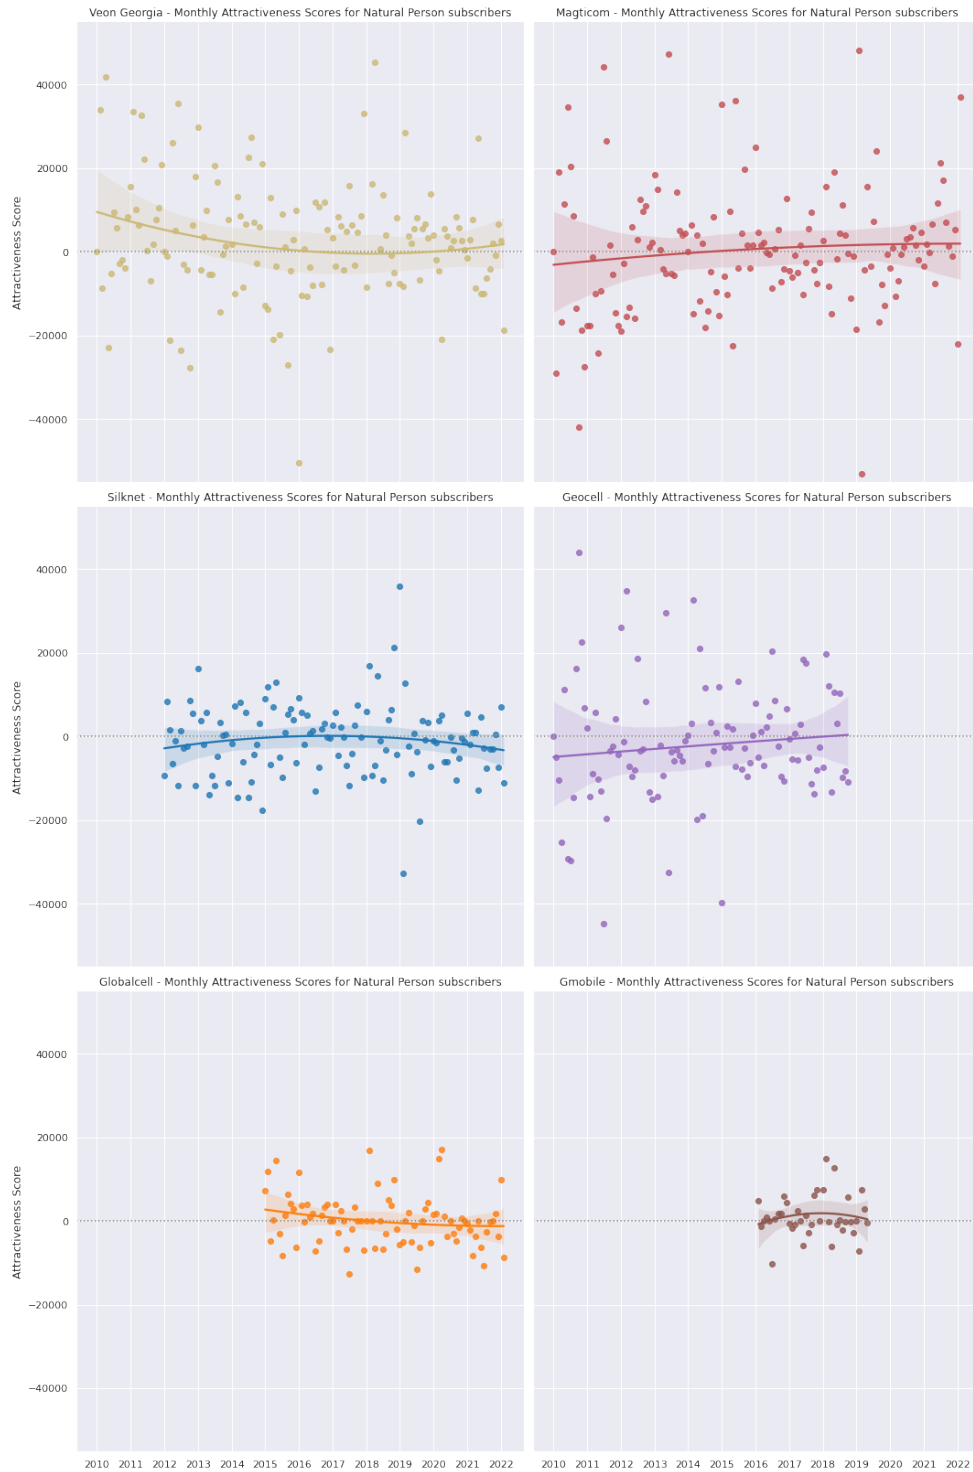 Veon Georgia - Monthly Attractiveness Scores for Natural Person subscribers
Magticom - Monthly Attractiveness Scores for Natural Person subscribers
40000
20000
0
−20000
−40000
Attractiveness Score
Silknet - Monthly Attractiveness Scores for Natural Person subscribers
Geocell - Monthly Attractiveness Scores for Natural Person subscribers
40000
20000
0
−20000
−40000
Attractiveness Score
Globalcell - Monthly Attractiveness Scores for Natural Person subscribers
Gmobile - Monthly Attractiveness Scores for Natural Person subscribers
40000
20000
0
−20000
−40000
Attractiveness Score
2010 2011 2012 2013 2014 2015 2016 2017 2018 2019 2020 2021 2022
2010 2011 2012 2013 2014 2015 2016 2017 2018 2019 2020 2021 2022